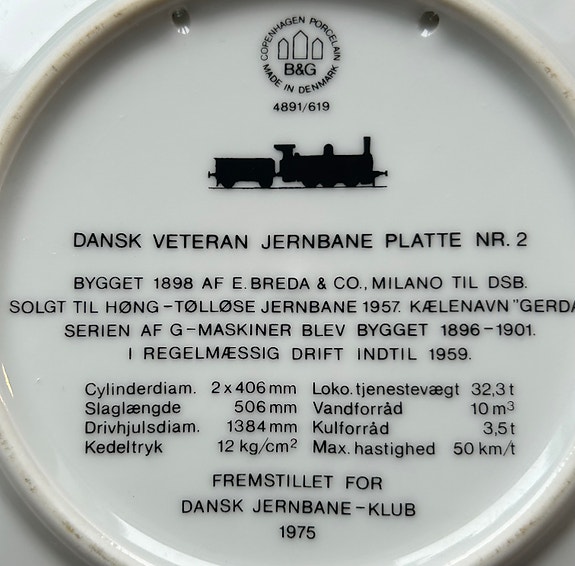 COPENHAGEN PORCELAIN
B&G
MADE IN DENMARK
4891/619
DANSK VETERAN JERNBANE PLATTE NR. 2
BYGGET 1898 AF E. BREDA & CO., MILANO TIL DSB.
SOLGT TIL HØNG-TØLLØSE JERNBANE 1957. KÆLENAVN "GERDA
SERIEN AF G-MASKINER BLEV BYGGET 1896-1901.
I REGELMÆSSIG DRIFT INDTIL 1959.
Cylinderdiam. 2 x 406 mm Loko. tjenestevægt 32,3 t
Slaglængde 506 mm Vandforråd 10 m³
Drivhjulsdiam. 1384 mm Kulforråd 3,5 t
Kedeltryk 12 kg/cm² Max. hastighed 50 km/t
FREMSTILLET FOR
DANSK JERNBANE-KLUB
1975